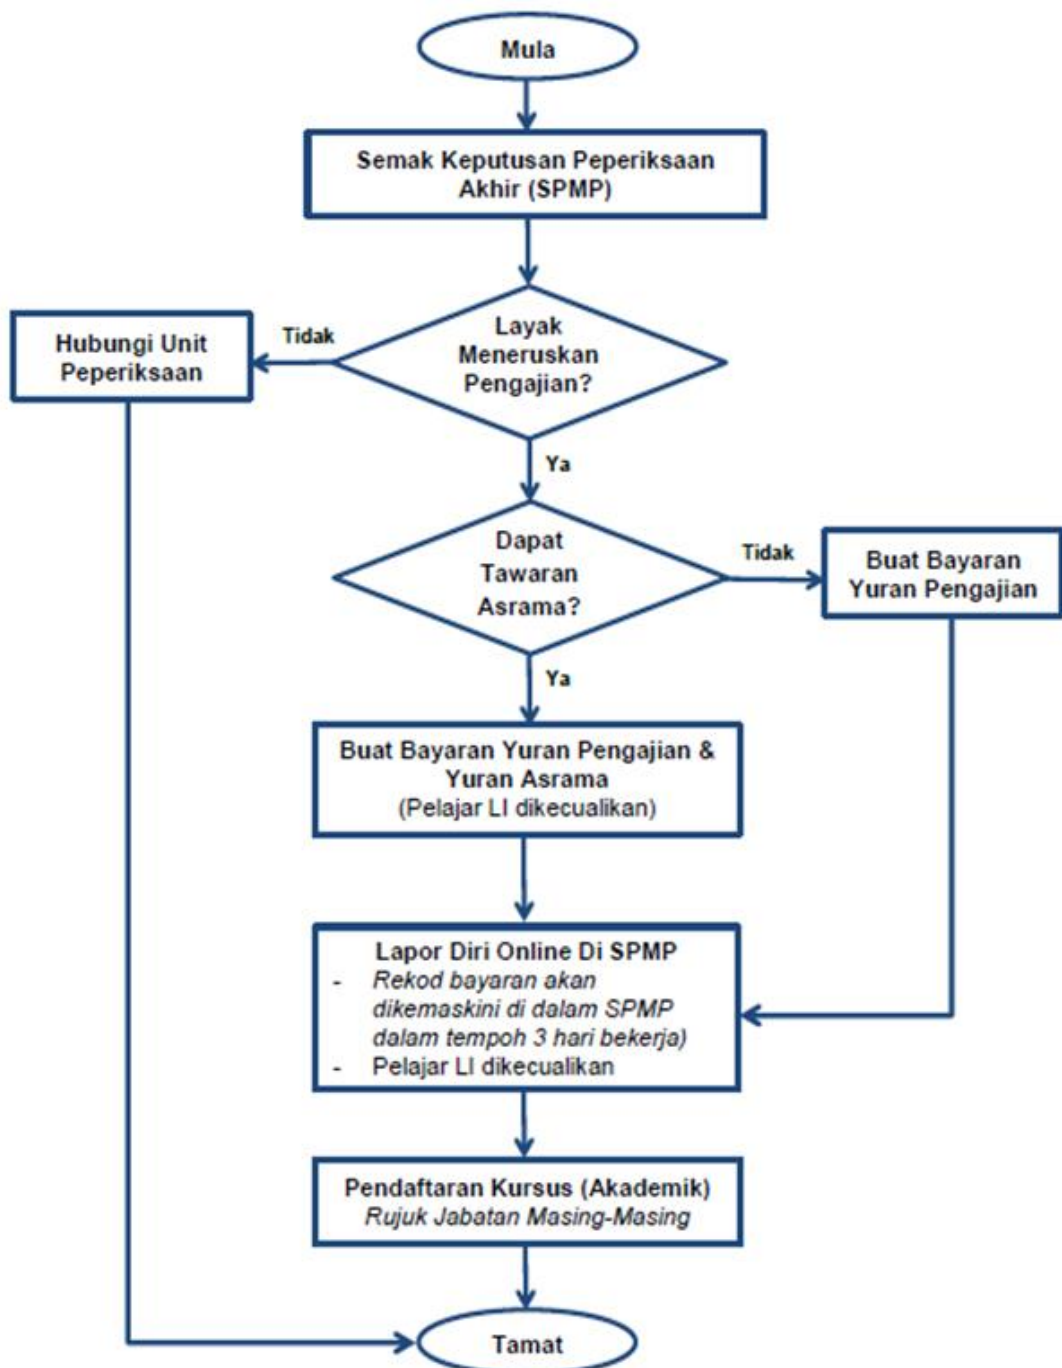 Mula
Semak Keputusan Peperiksaan
Akhir (SPMP)
Layak
Meneruskan
Pengajian?
Tidak
Hubungi Unit
Peperiksaan
Ya
Dapat
Tawaran
Asrama?
Tidak
Buat Bayaran
Yuran Pengajian
Ya
Buat Bayaran Yuran Pengajian &
Yuran Asrama
(Pelajar LI dikecualikan)
Lapor Diri Online Di SPMP
- Rekod bayaran akan
dikemaskini di dalam SPMP
dalam tempoh 3 hari bekerja)
- Pelajar LI dikecualikan
Pendaftaran Kursus (Akademik)
Rujuk Jabatan Masing-Masing
Tamat